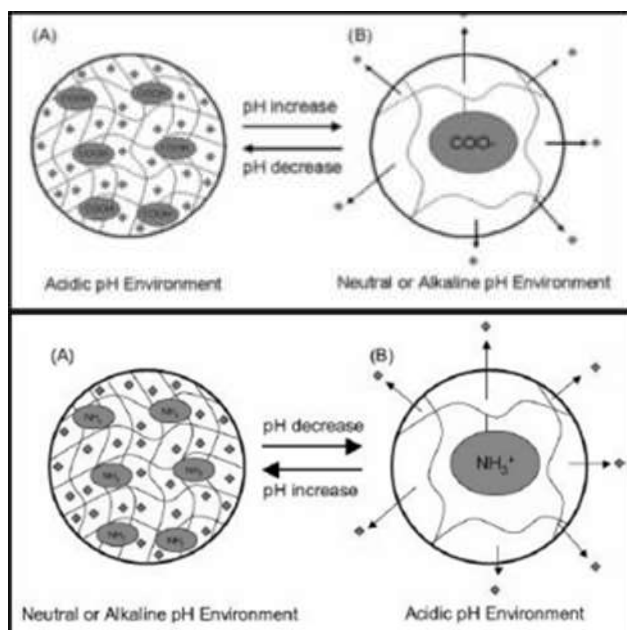 (A)
(B)
COOH
COOH
COOH
COOH
COOH
COOH
pH increase
pH decrease
COO-
Acidic pH Environment
Neutral or Alkaline pH Environment
(A)
(B)
NH₂
NH₂
NH₂
NH₂
NH₂
NH₂
pH decrease
pH increase
NH₃⁺
Neutral or Alkaline pH Environment
Acidic pH Environment